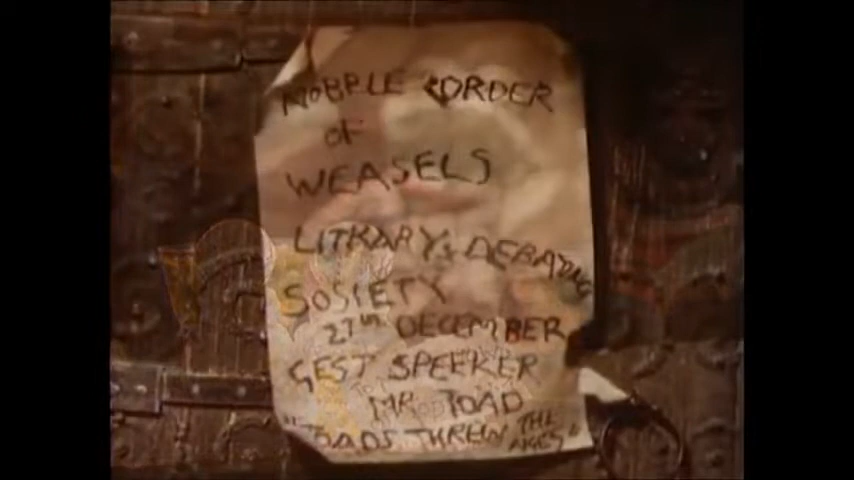 NOBBLE ORDER
OF
WEASELS
LITRARY & DEBATING
SOSIETY
27TH DECEMBER
GEST SPEEKER
MR TOAD
"TOADS THREW THE
AGES"